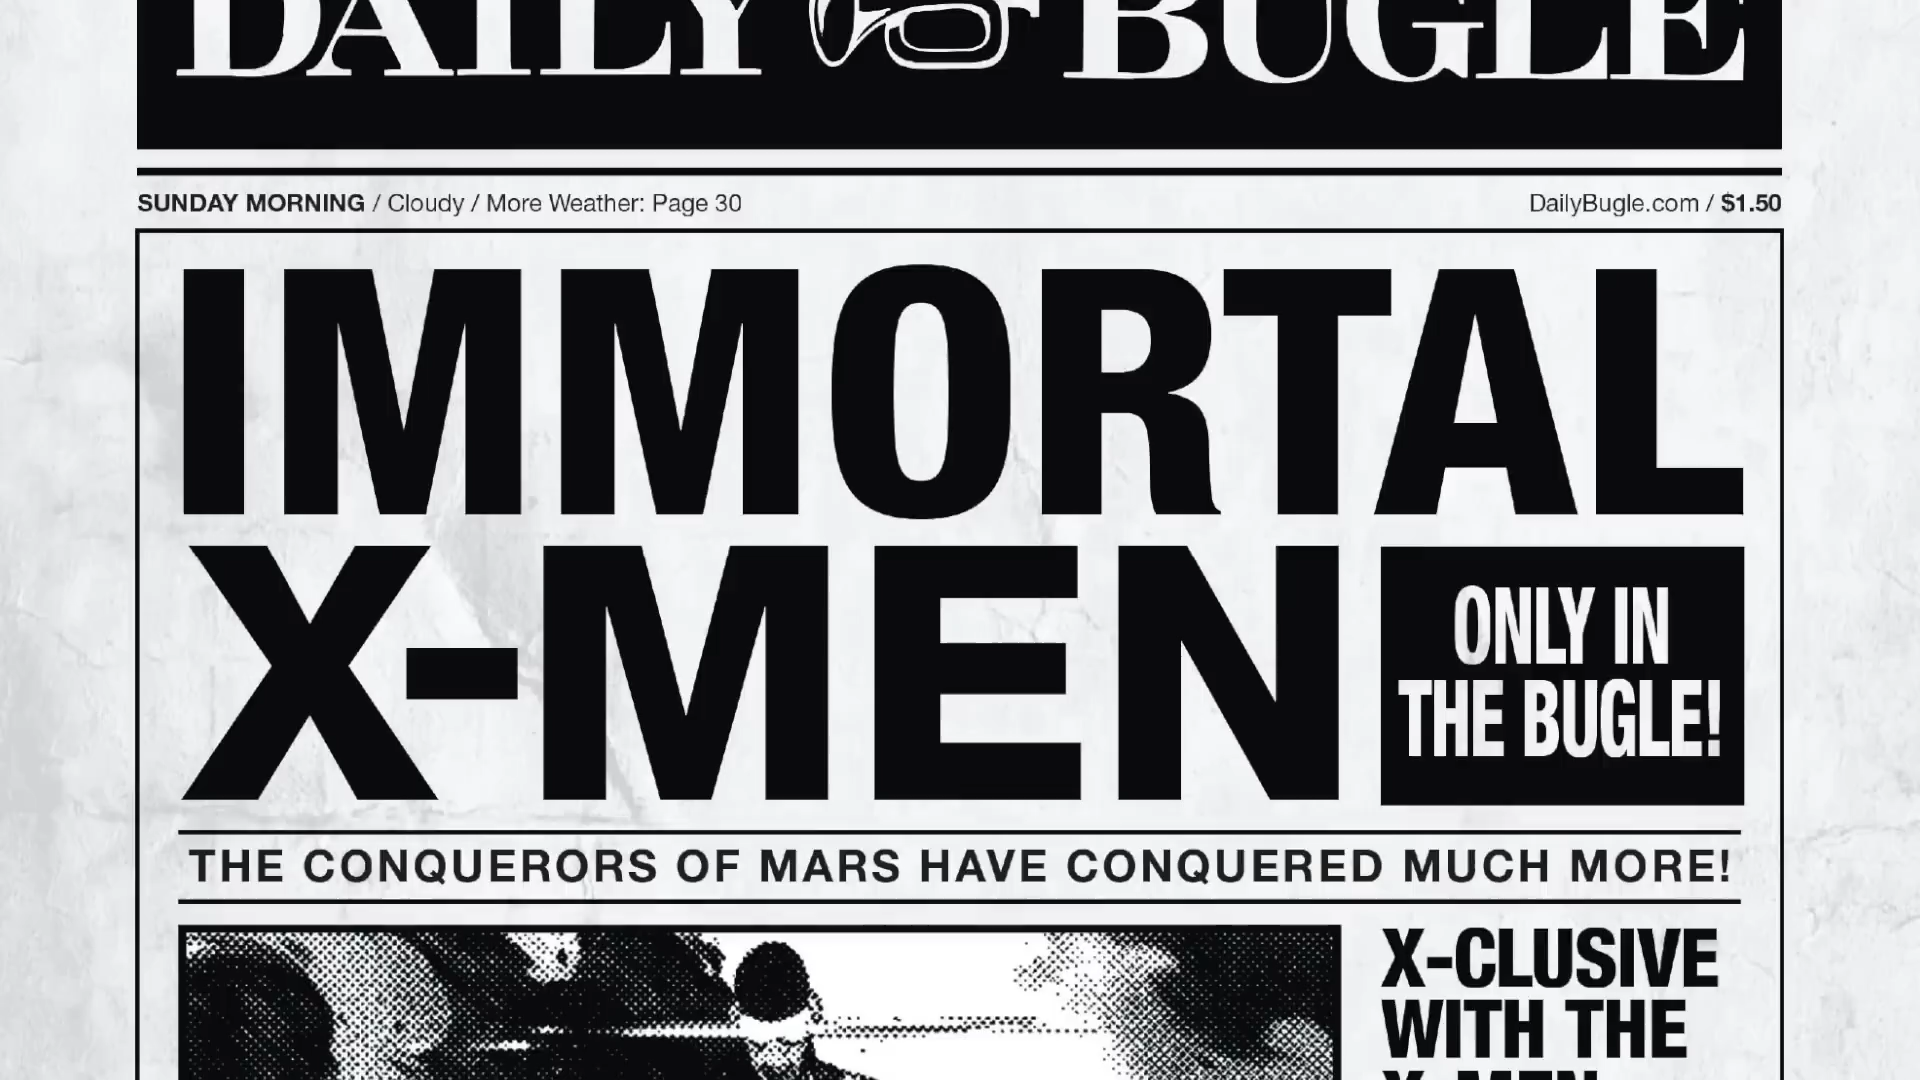 DAILY BUGLE
SUNDAY MORNING / Cloudy / More Weather: Page 30
DailyBugle.com / $1.50
IMMORTAL
X-MEN
ONLY IN
THE BUGLE!
THE CONQUERORS OF MARS HAVE CONQUERED MUCH MORE!
X-CLUSIVE
WITH THE
X-MEN